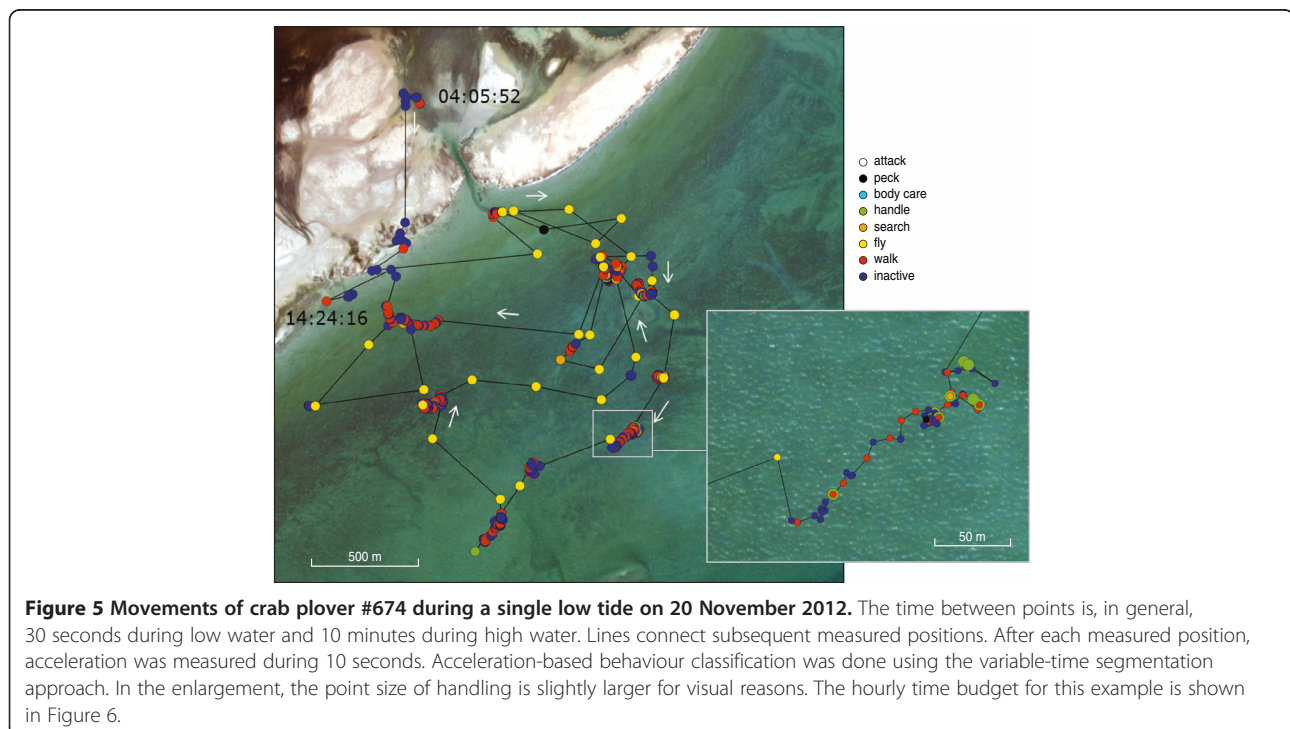 04:05:52
attack
peck
body care
handle
search
fly
walk
inactive
14:24:16
500 m
50 m
Figure 5 Movements of crab plover #674 during a single low tide on 20 November 2012. The time between points is, in general,
30 seconds during low water and 10 minutes during high water. Lines connect subsequent measured positions. After each measured position,
acceleration was measured during 10 seconds. Acceleration-based behaviour classification was done using the variable-time segmentation
approach. In the enlargement, the point size of handling is slightly larger for visual reasons. The hourly time budget for this example is shown
in Figure 6.